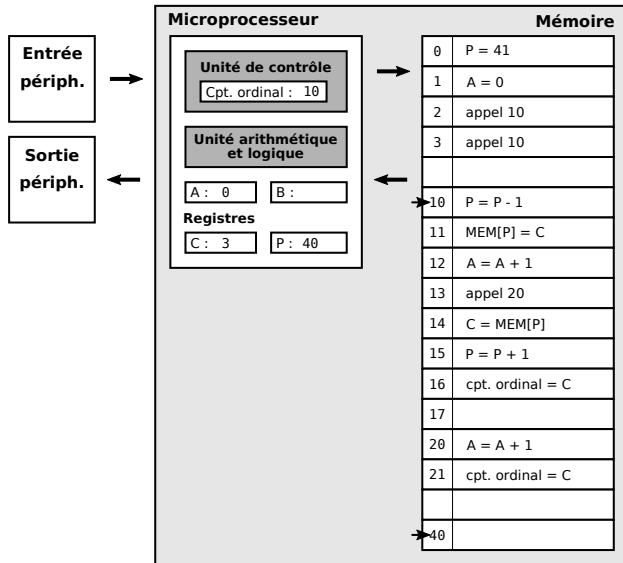 Microprocesseur
Mémoire
Entrée
périph.
Sortie
périph.
Unité de contrôle
Cpt. ordinal : 10
Unité arithmétique
et logique
A : 0
B :
Registres
C : 3
P : 40
0 P = 41
1 A = 0
2 appel 10
3 appel 10
10 P = P - 1
11 MEM[P] = C
12 A = A + 1
13 appel 20
14 C = MEM[P]
15 P = P + 1
16 cpt. ordinal = C
17
20 A = A + 1
21 cpt. ordinal = C
40